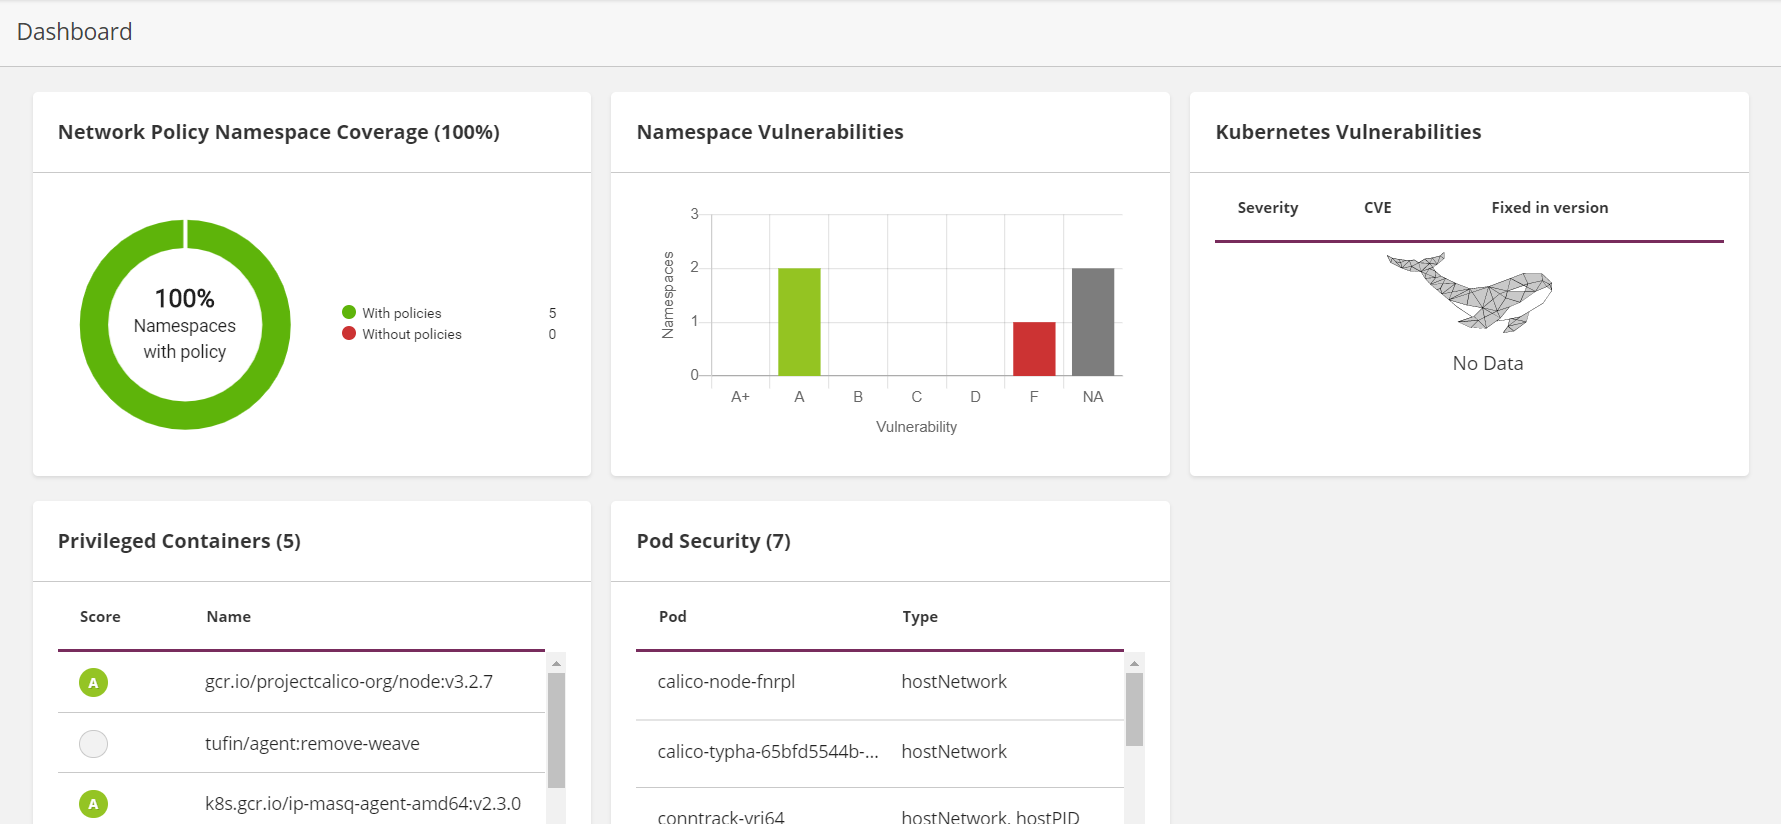 Dashboard
Network Policy Namespace Coverage (100%)
100%
Namespaces
with policy
With policies 5
Without policies 0
Namespace Vulnerabilities
3
2
1
0
Namespaces
A+ A B C D F NA
Vulnerability
Kubernetes Vulnerabilities
Severity CVE Fixed in version
No Data
Privileged Containers (5)
Score Name
A gcr.io/projectcalico-org/node:v3.2.7
tufin/agent:remove-weave
A k8s.gcr.io/ip-masq-agent-amd64:v2.3.0
Pod Security (7)
Pod Type
calico-node-fnrpl hostNetwork
calico-typha-65bfd5544b-... hostNetwork
conntrack-vrj64 hostNetwork, hostPID